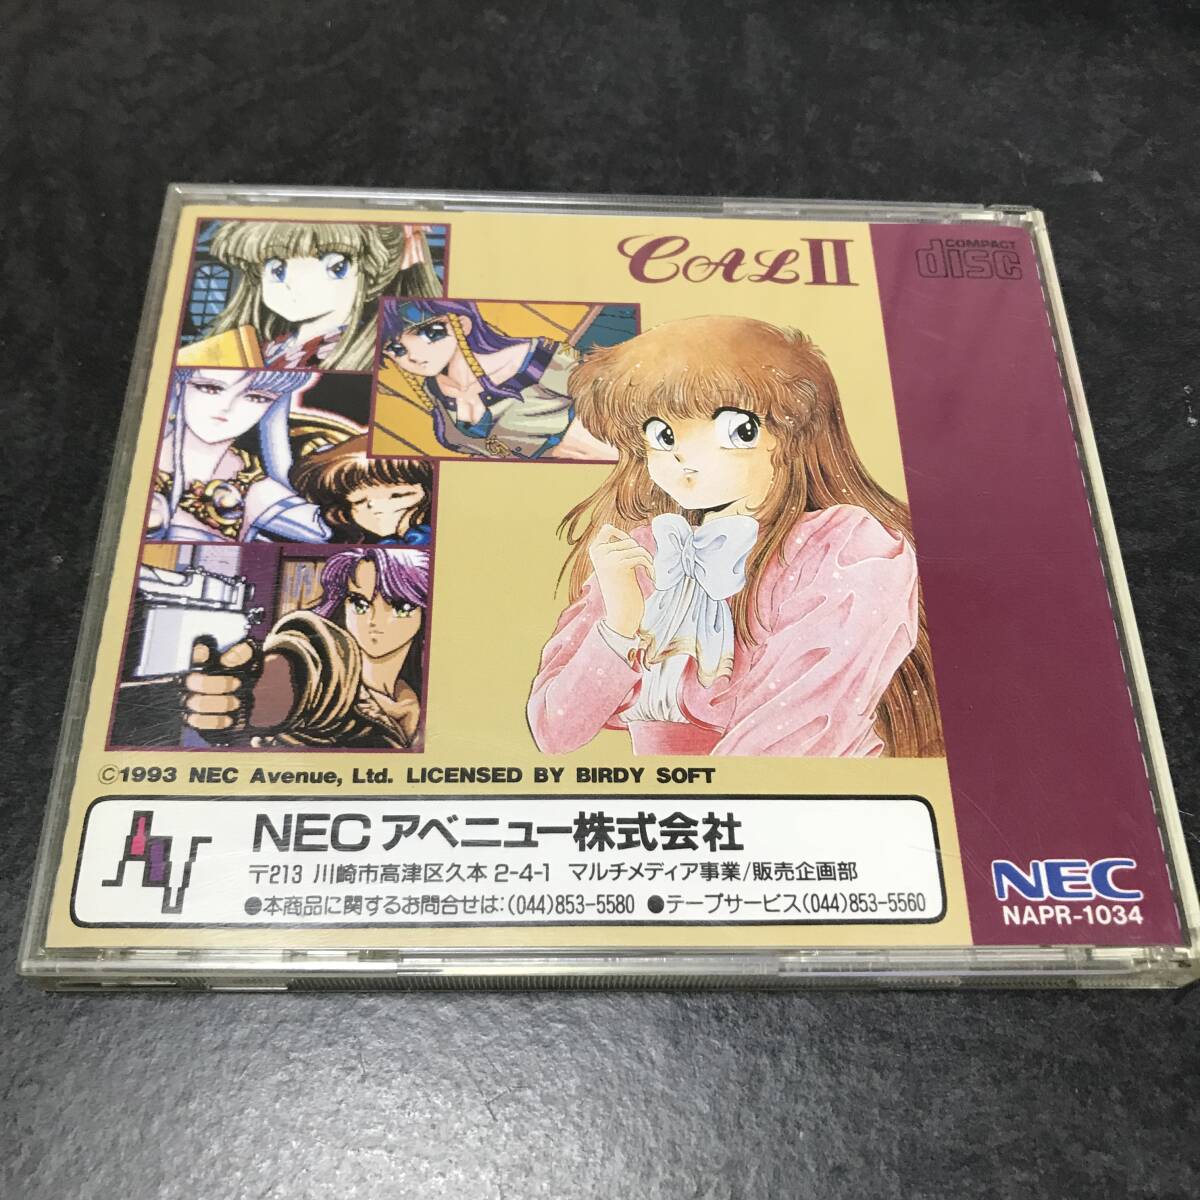 CAL II
COMPACT
disc
©1993 NEC Avenue, Ltd. LICENSED BY BIRDY SOFT
NECアベニュー株式会社
〒213 川崎市高津区久本2-4-1 マルチメディア事業/販売企画部
●本商品に関するお問合せは:(044)853-5580 ●テープサービス(044)853-5560
NEC
NAPR-1034